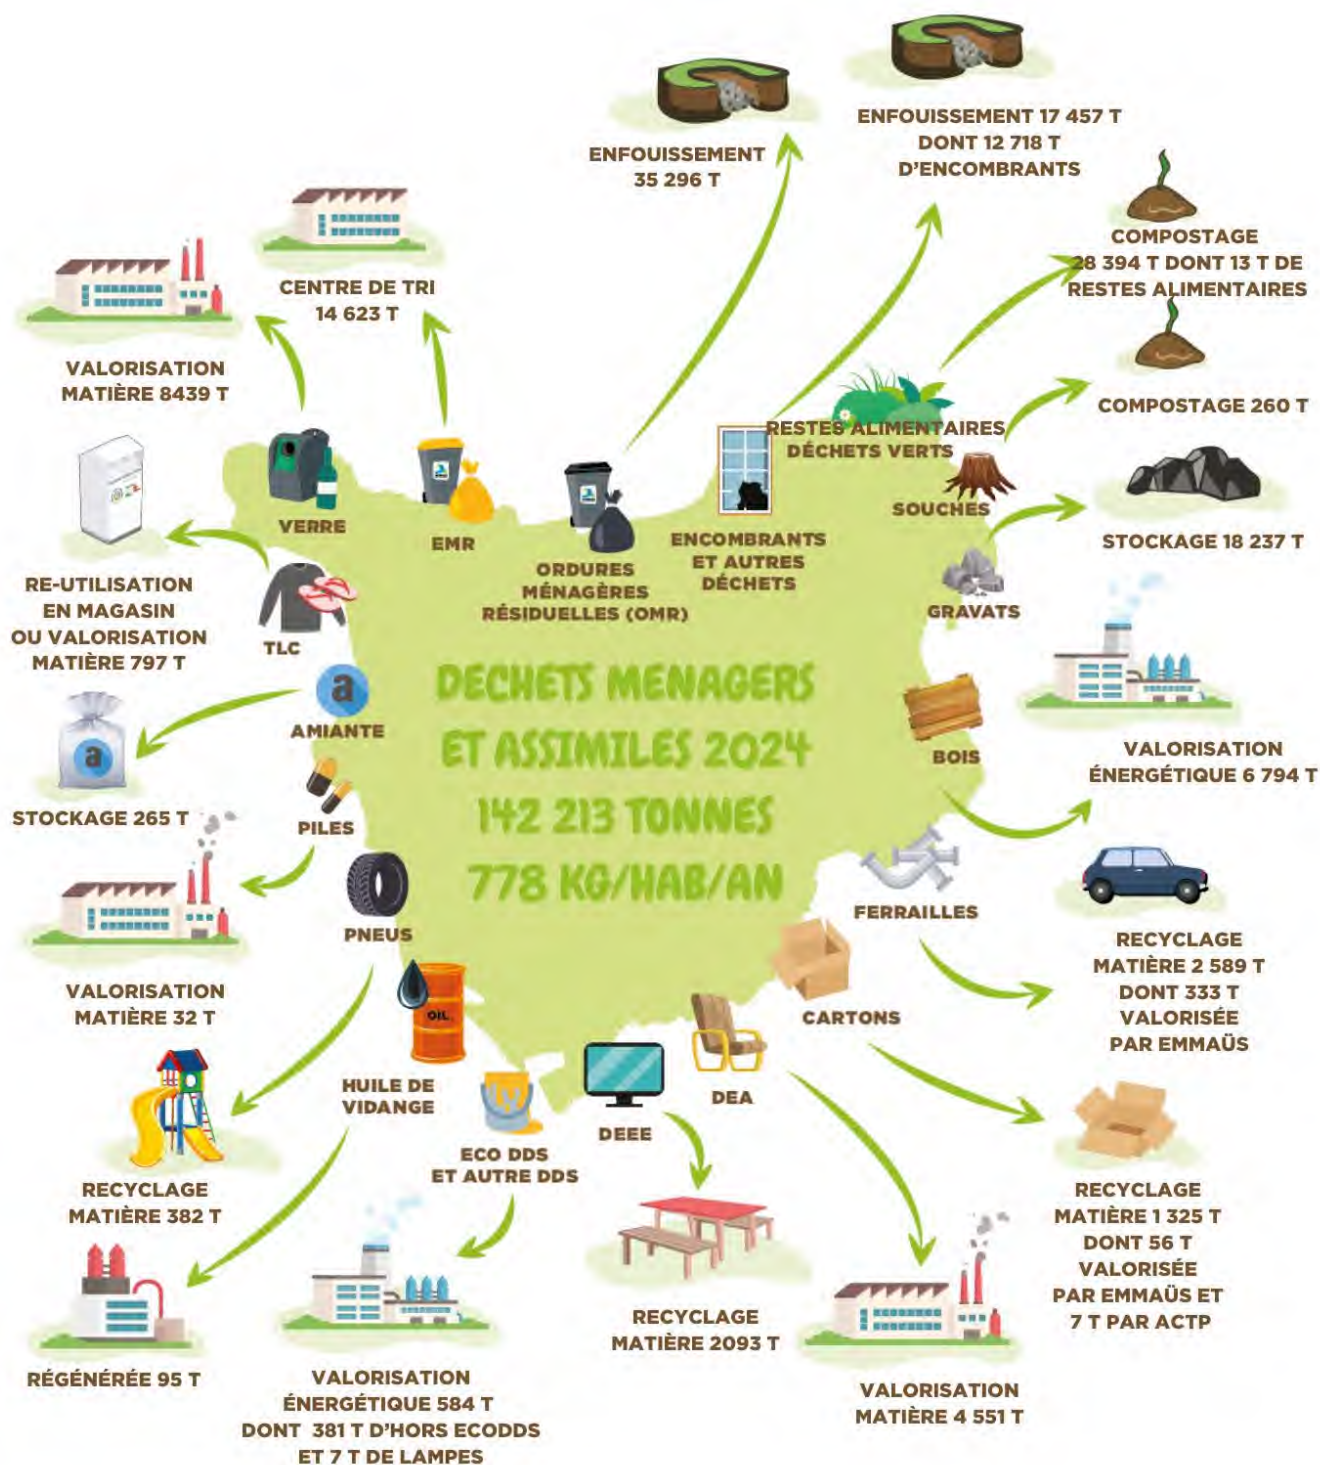 ENFOUISSEMENT
35 296 T
ENFOUISSEMENT 17 457 T
DONT 12 718 T
D'ENCOMBRANTS
COMPOSTAGE
28 394 T DONT 13 T DE
RESTES ALIMENTAIRES
CENTRE DE TRI
14 623 T
VALORISATION
MATIÈRE 8439 T
COMPOSTAGE 260 T
RESTES ALIMENTAIRES
DÉCHETS VERTS
SOUCHES
VERRE
EMR
ORDURES
MÉNAGÈRES
RÉSIDUELLES (OMR)
ENCOMBRANTS
ET AUTRES
DÉCHETS
STOCKAGE 18 237 T
GRAVATS
RE-UTILISATION
EN MAGASIN
OU VALORISATION
MATIÈRE 797 T
TLC
DECHETS MENAGERS
ET ASSIMILES 2024
142 213 TONNES
778 KG/HAB/AN
a
AMIANTE
a
STOCKAGE 265 T
BOIS
VALORISATION
ÉNERGÉTIQUE 6 794 T
PILES
VALORISATION
MATIÈRE 32 T
PNEUS
FERRAILLES
RECYCLAGE
MATIÈRE 2 589 T
DONT 333 T
VALORISÉE
PAR EMMAÜS
OIL
HUILE DE
VIDANGE
CARTONS
DEA
DEEE
ECO DDS
ET AUTRE DDS
RECYCLAGE
MATIÈRE 382 T
RECYCLAGE
MATIÈRE 1 325 T
DONT 56 T
VALORISÉE
PAR EMMAÜS ET
7 T PAR ACTP
RECYCLAGE
MATIÈRE 2093 T
RÉGÉNÉRÉE 95 T
VALORISATION
ÉNERGÉTIQUE 584 T
DONT 381 T D'HORS ECODDS
ET 7 T DE LAMPES
VALORISATION
MATIÈRE 4 551 T